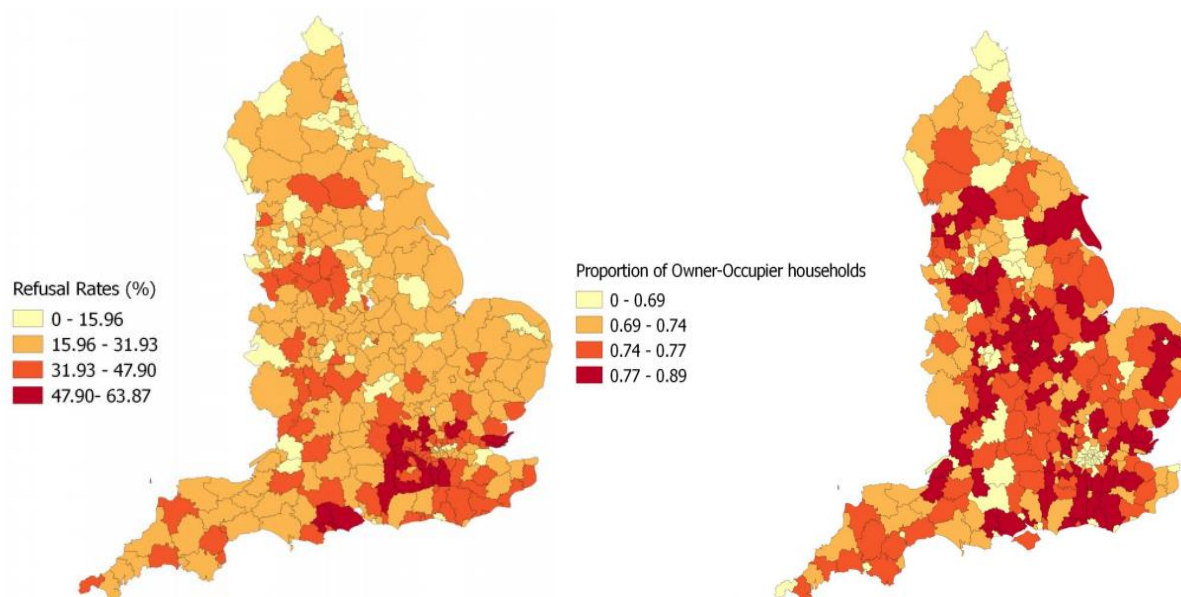 Refusal Rates (%)
0 - 15.96
15.96 - 31.93
31.93 - 47.90
47.90- 63.87
Proportion of Owner-Occupier households
0 - 0.69
0.69 - 0.74
0.74 - 0.77
0.77 - 0.89